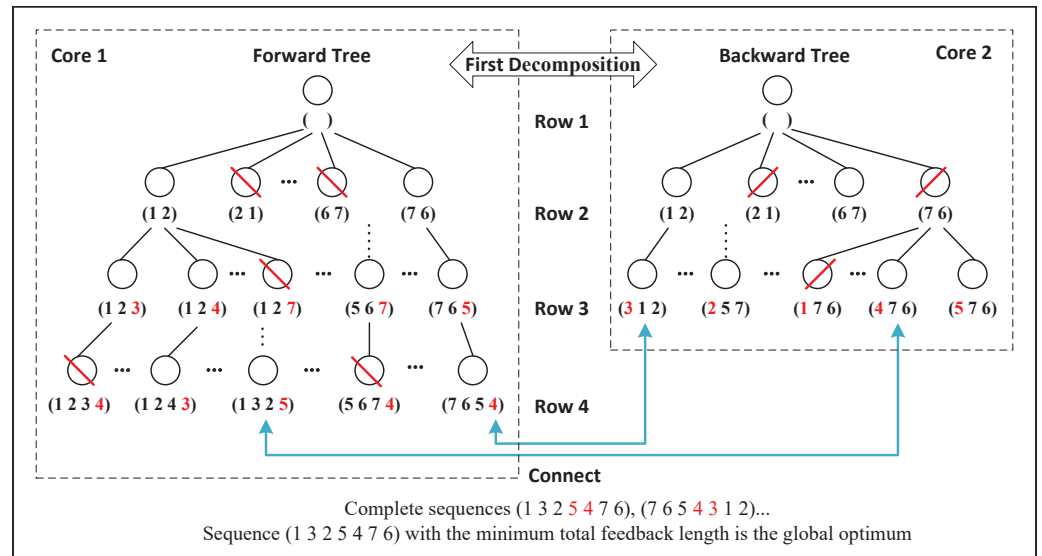 Core 1 Forward Tree First Decomposition Backward Tree Core 2
( ) Row 1 ( )
... ...
(1 2) (2 1) (6 7) (7 6) Row 2 (1 2) (2 1) (6 7) (7 6)
... ... ... ... ...
(1 2 3) (1 2 4) (1 2 7) (5 6 7) (7 6 5) Row 3 (3 1 2) (2 5 7) (1 7 6) (4 7 6) (5 7 6)
... ... ... ...
(1 2 3 4) (1 2 4 3) (1 3 2 5) (5 6 7 4) (7 6 5 4) Row 4
Connect
Complete sequences (1 3 2 5 4 7 6), (7 6 5 4 3 1 2)...
Sequence (1 3 2 5 4 7 6) with the minimum total feedback length is the global optimum